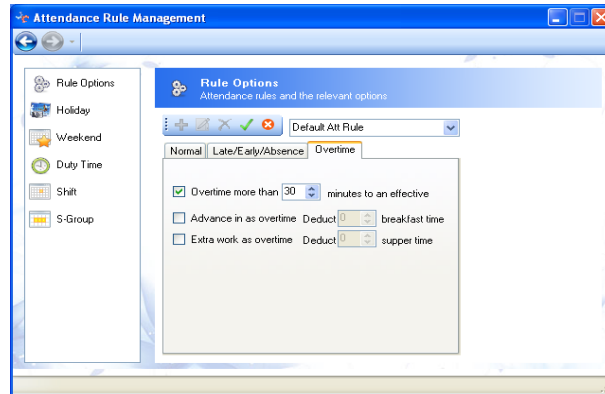 Attendance Rule Management
Rule Options
Holiday
Weekend
Duty Time
Shift
S-Group
Rule Options
Attendance rules and the relevant options
Default Att Rule
Normal Late/Early/Absence Overtime
Overtime more than 30 minutes to an effective
Advance in as overtime Deduct 0 breakfast time
Extra work as overtime Deduct 0 supper time